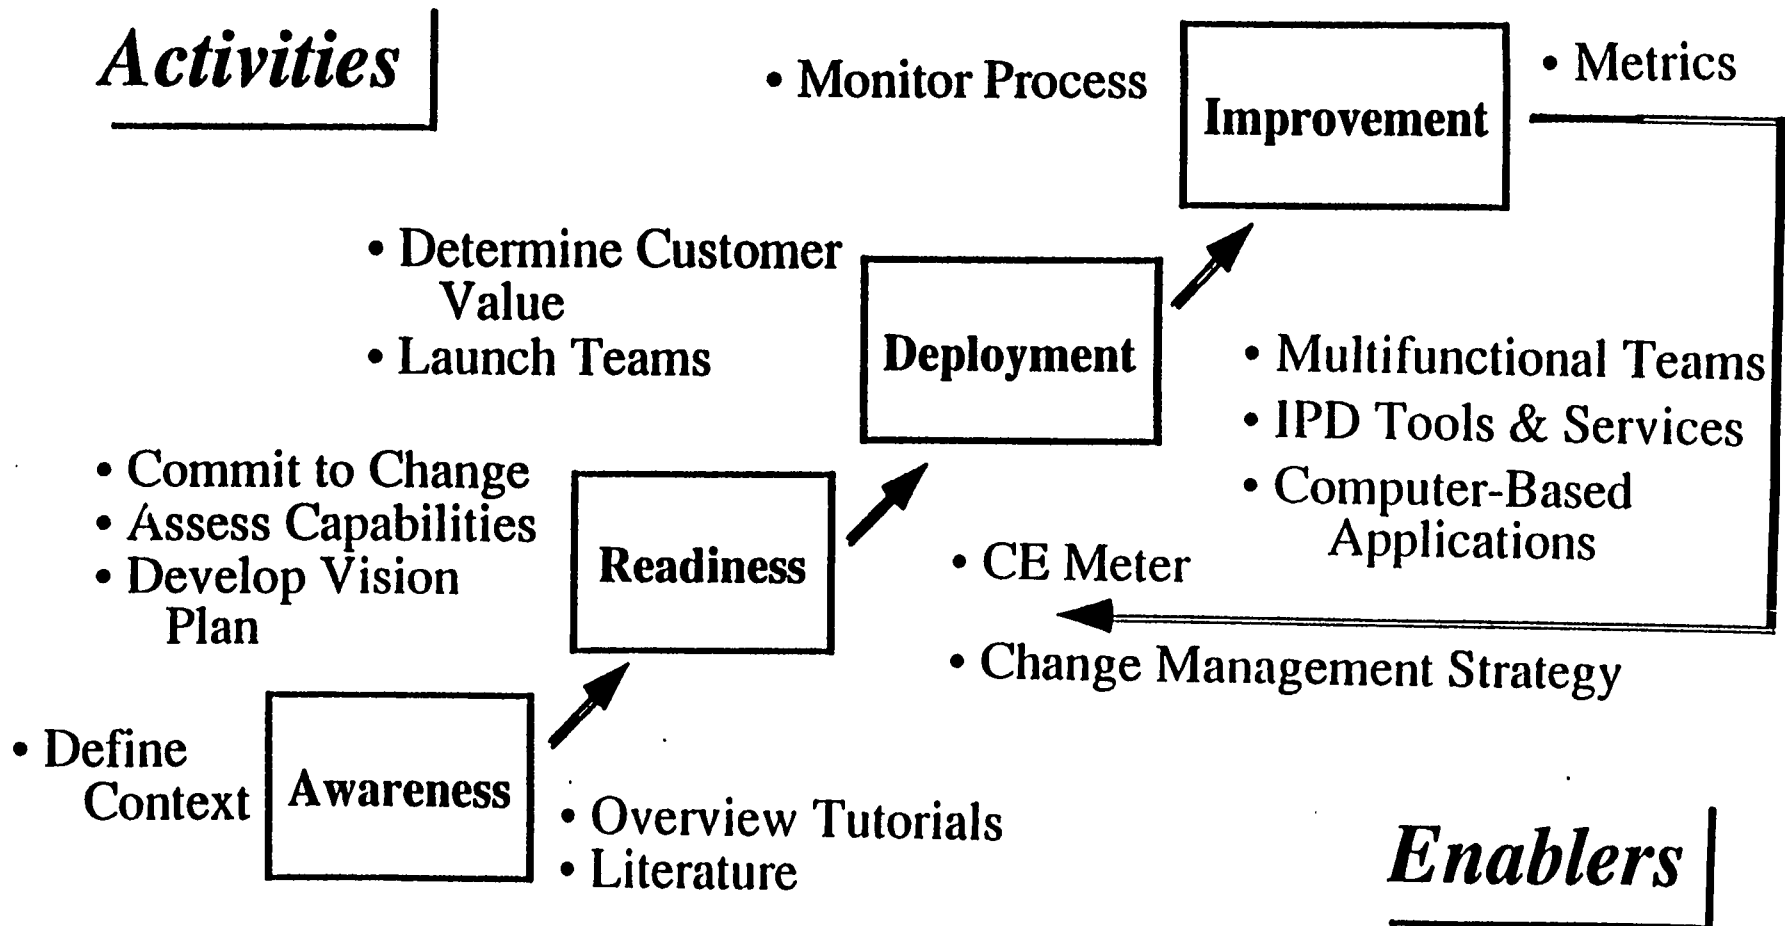 Activities
• Monitor Process
Improvement
• Metrics
• Determine Customer
Value
• Launch Teams
Deployment
• Multifunctional Teams
• IPD Tools & Services
• Computer-Based
Applications
• Commit to Change
• Assess Capabilities
• Develop Vision
Plan
Readiness
• CE Meter
• Change Management Strategy
• Define
Context
Awareness
• Overview Tutorials
• Literature
Enablers